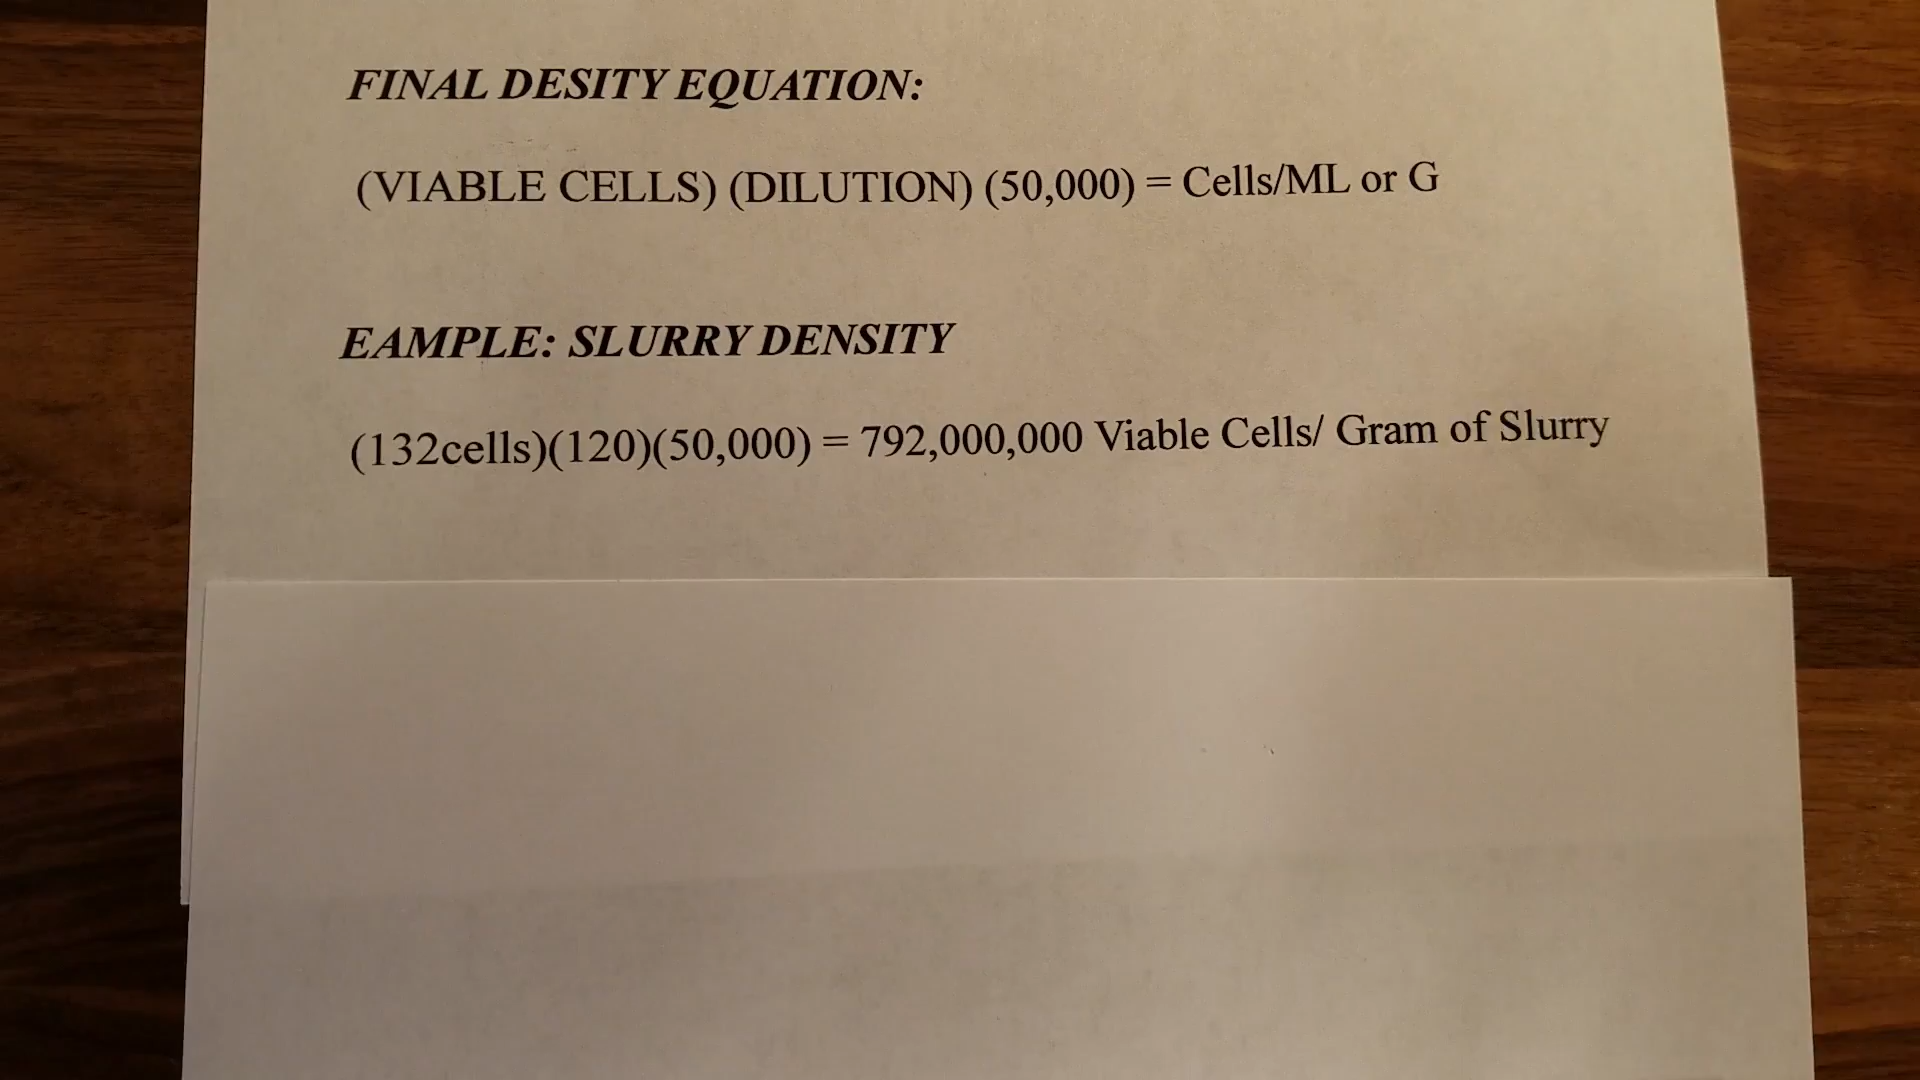 FINAL DESITY EQUATION:
(VIABLE CELLS) (DILUTION) (50,000) = Cells/ML or G
EAMPLE: SLURRY DENSITY
(132cells)(120)(50,000) = 792,000,000 Viable Cells/ Gram of Slurry